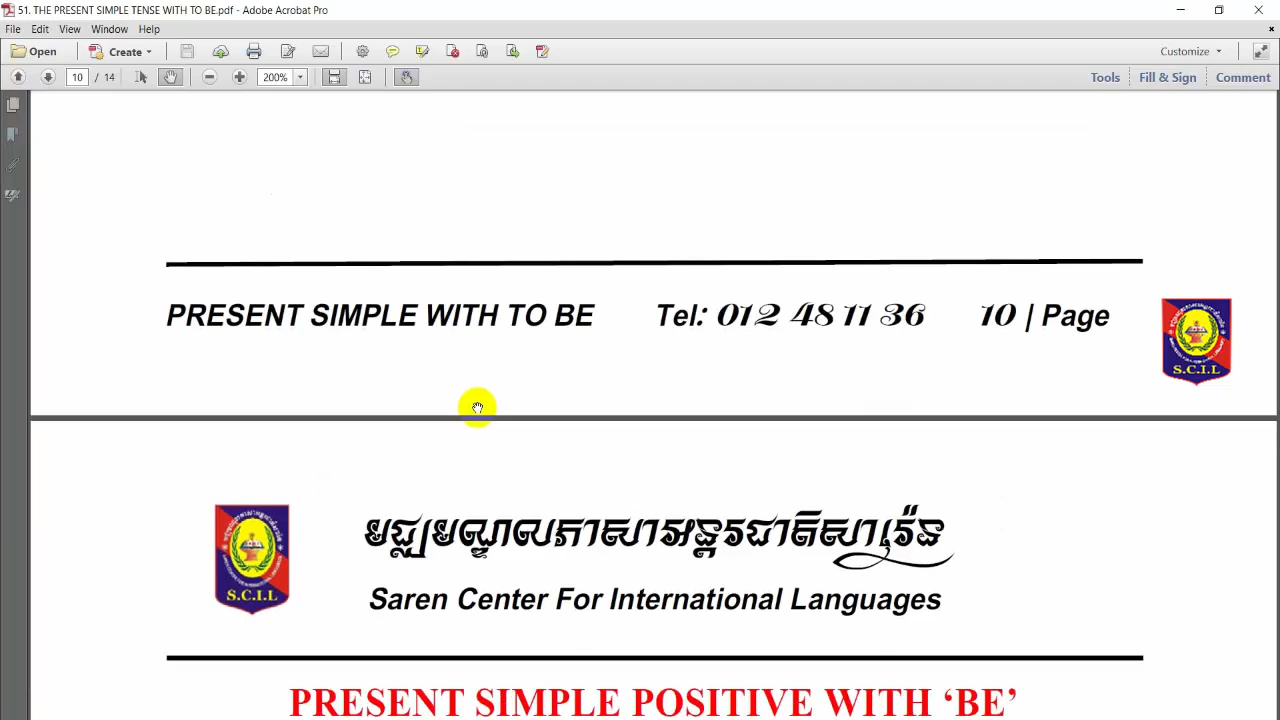 51. THE PRESENT SIMPLE TENSE WITH TO BE.pdf - Adobe Acrobat Pro
File Edit View Window Help
Open Create Customize
10 / 14 200% Tools Fill & Sign Comment
PRESENT SIMPLE WITH TO BE Tel: 012 48 11 36 10 | Page
S.C.I.L
មជ្ឈមណ្ឌលភាសាអន្តរជាតិសារ៉េន
S.C.I.L
Saren Center For International Languages
PRESENT SIMPLE POSITIVE WITH ‘BE’